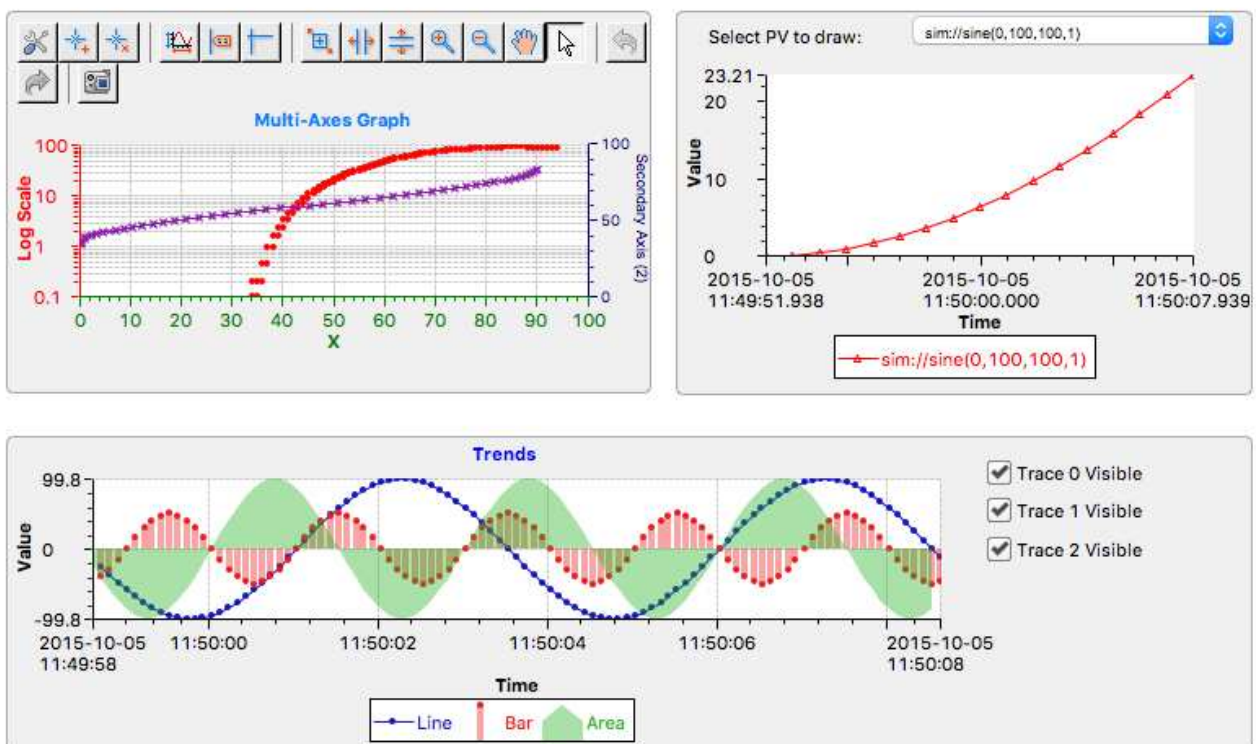 Multi-Axes Graph
100
10
1
0.1
Log Scale
100
50
0
Secondary Axis (2)
0 10 20 30 40 50 60 70 80 90 100
X
Select PV to draw: sim://sine(0,100,100,1)
23.21
20
10
0
Value
2015-10-05 2015-10-05 2015-10-05
11:49:51.938 11:50:00.000 11:50:07.939
Time
sim://sine(0,100,100,1)
Trends
99.8
0
-99.8
Value
2015-10-05 11:50:00 11:50:02 11:50:04 11:50:06 2015-10-05
11:49:58 11:50:08
Time
Line Bar Area
Trace 0 Visible
Trace 1 Visible
Trace 2 Visible